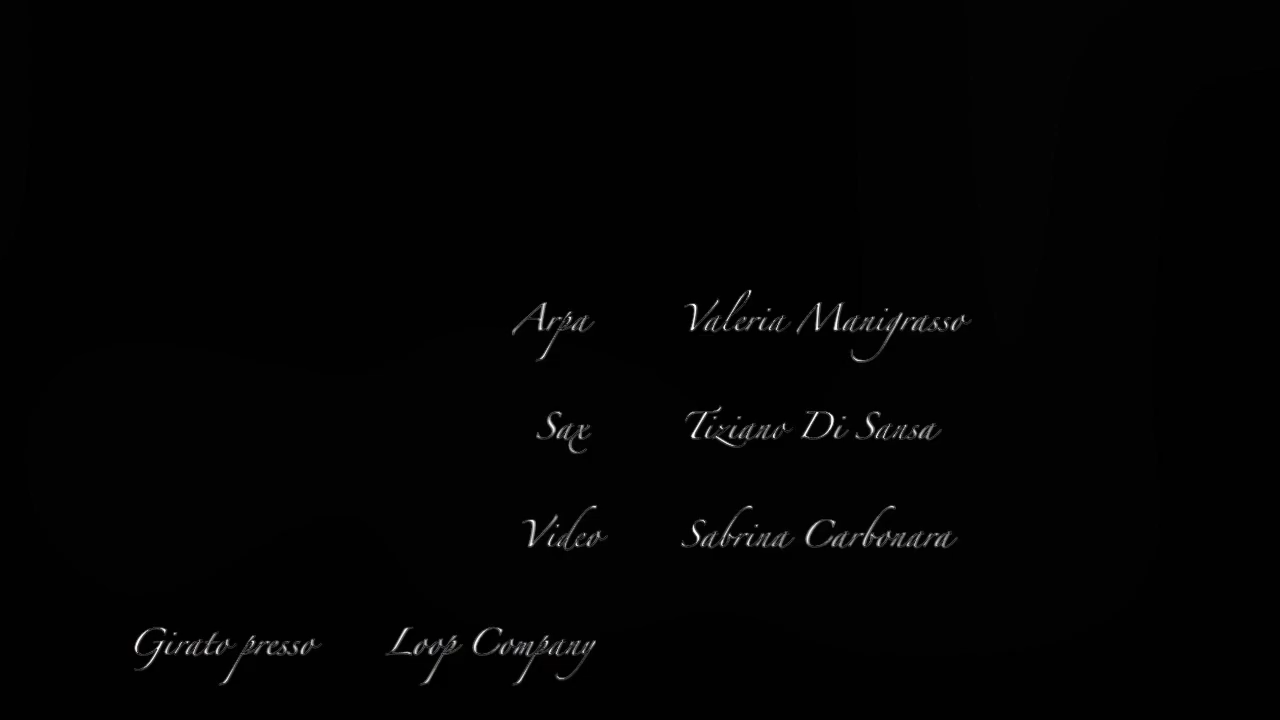 Arpa Valeria Manigrasso
Sax Tiziano Di Sansa
Video Sabrina Carbonara
Girato presso Loop Company